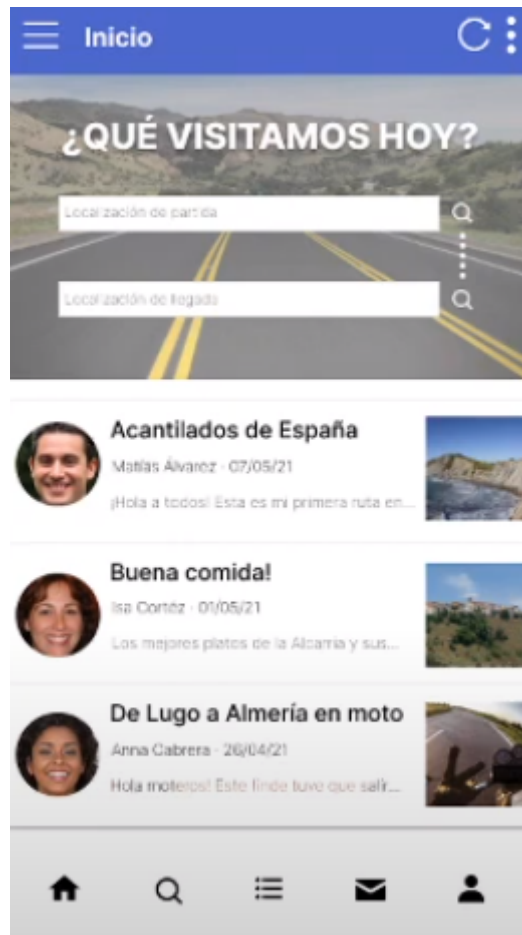 Inicio
¿QUÉ VISITAMOS HOY?
Localización de partida
Localización de llegada
Acantilados de España
Matías Álvarez · 07/05/21
¡Hola a todos! Esta es mi primera ruta en...
Buena comida!
Isa Cortéz · 01/05/21
Los mejores platos de la Alcarria y sus...
De Lugo a Almería en moto
Anna Cabrera · 26/04/21
Hola moteros! Este finde tuve que salir...